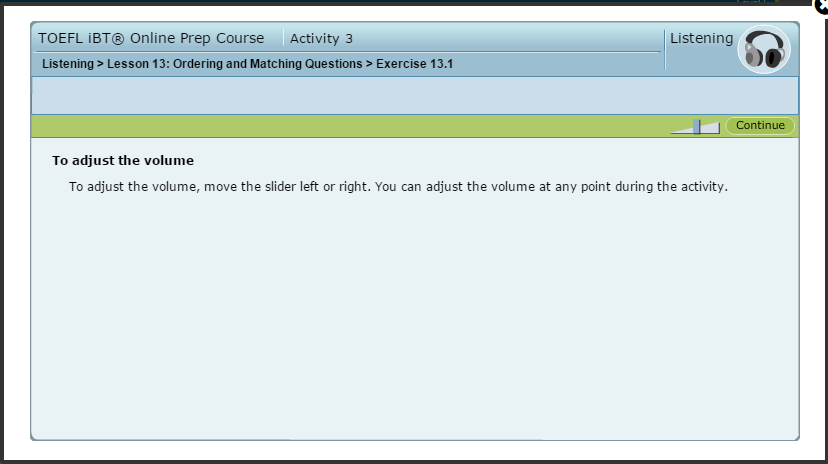 TOEFL iBT® Online Prep Course
Activity 3
Listening
Listening > Lesson 13: Ordering and Matching Questions > Exercise 13.1
Continue
To adjust the volume
To adjust the volume, move the slider left or right. You can adjust the volume at any point during the activity.